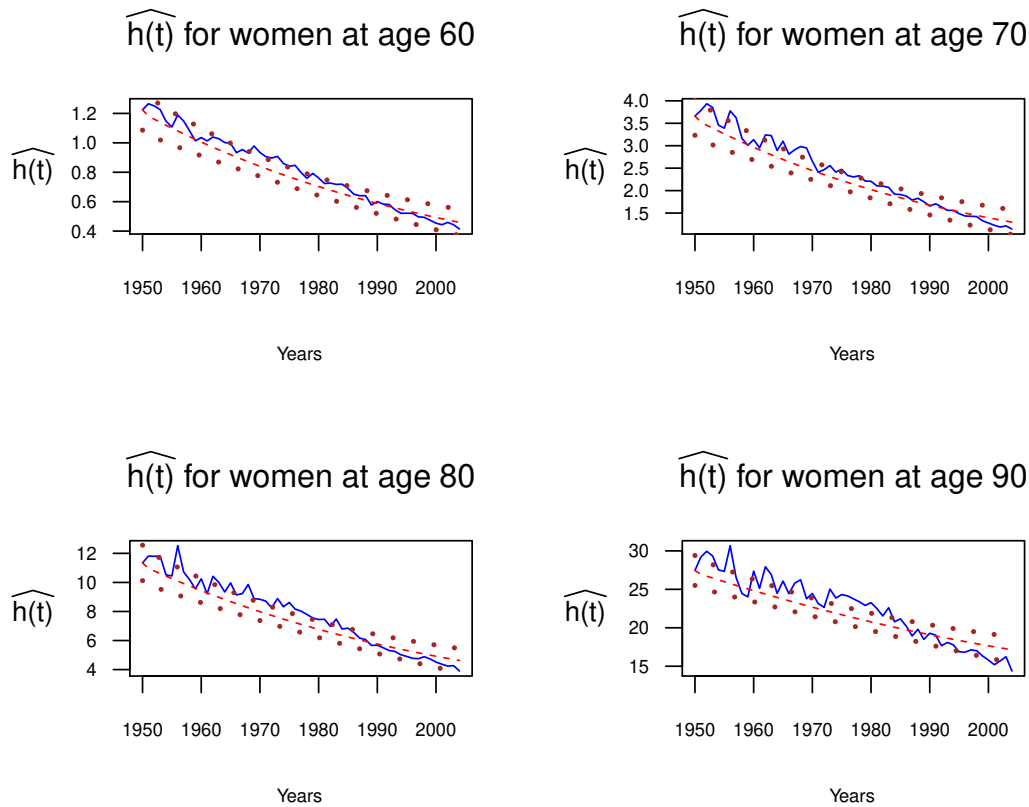 h(t) for women at age 60
1.2
1.0
0.8
0.6
0.4
h(t)
1950 1960 1970 1980 1990 2000
Years
h(t) for women at age 70
4.0
3.5
3.0
2.5
2.0
1.5
h(t)
1950 1960 1970 1980 1990 2000
Years
h(t) for women at age 80
12
10
8
6
4
h(t)
1950 1960 1970 1980 1990 2000
Years
h(t) for women at age 90
30
25
20
15
h(t)
1950 1960 1970 1980 1990 2000
Years